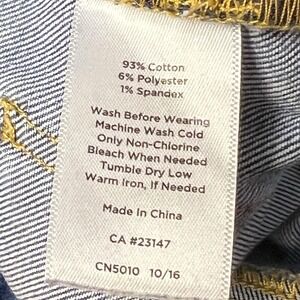 93% Cotton
6% Polyester
1% Spandex
Wash Before Wearing
Machine Wash Cold
Only Non-Chlorine
Bleach When Needed
Tumble Dry Low
Warm Iron, If Needed
Made in China
CA #23147
CN5010 10/16